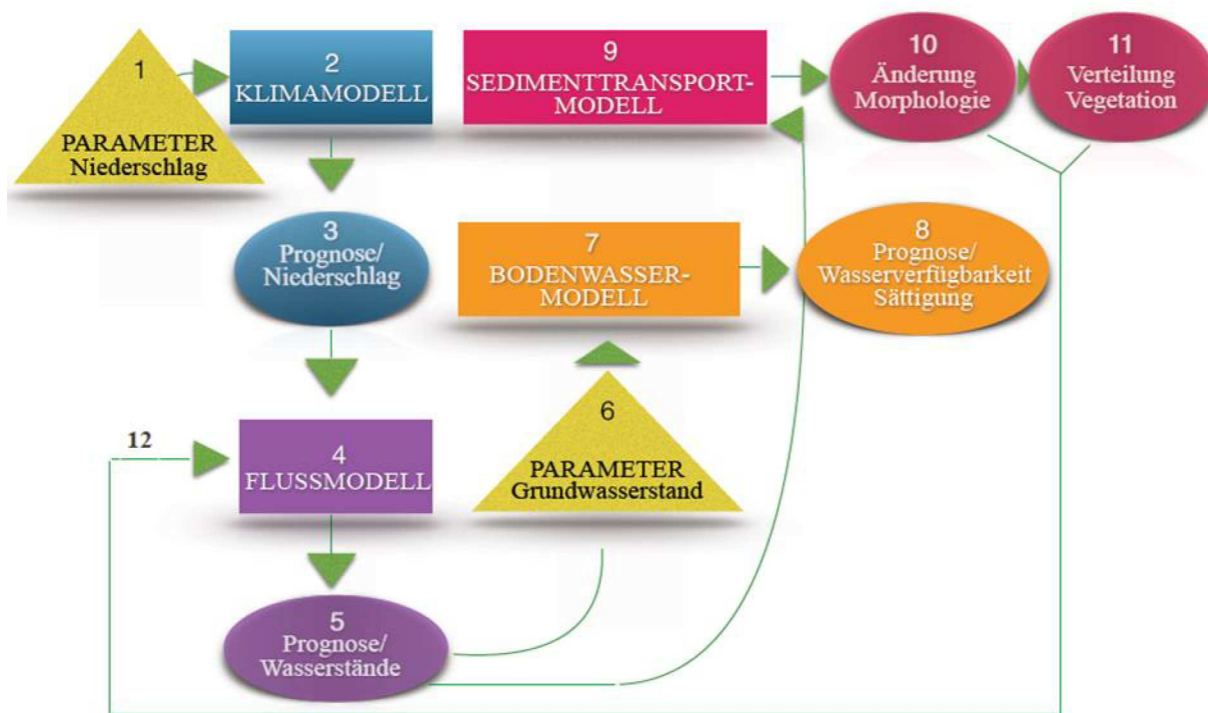 1
PARAMETER
Niederschlag
2
KLIMAMODELL
3
Prognose/
Niederschlag
4
FLUSSMODELL
5
Prognose/
Wasserstände
6
PARAMETER
Grundwasserstand
7
BODENWASSER-
MODELL
8
Prognose/
Wasserverfügbarkeit
Sättigung
9
SEDIMENTTRANSPORT-
MODELL
10
Änderung
Morphologie
11
Verteilung
Vegetation
12